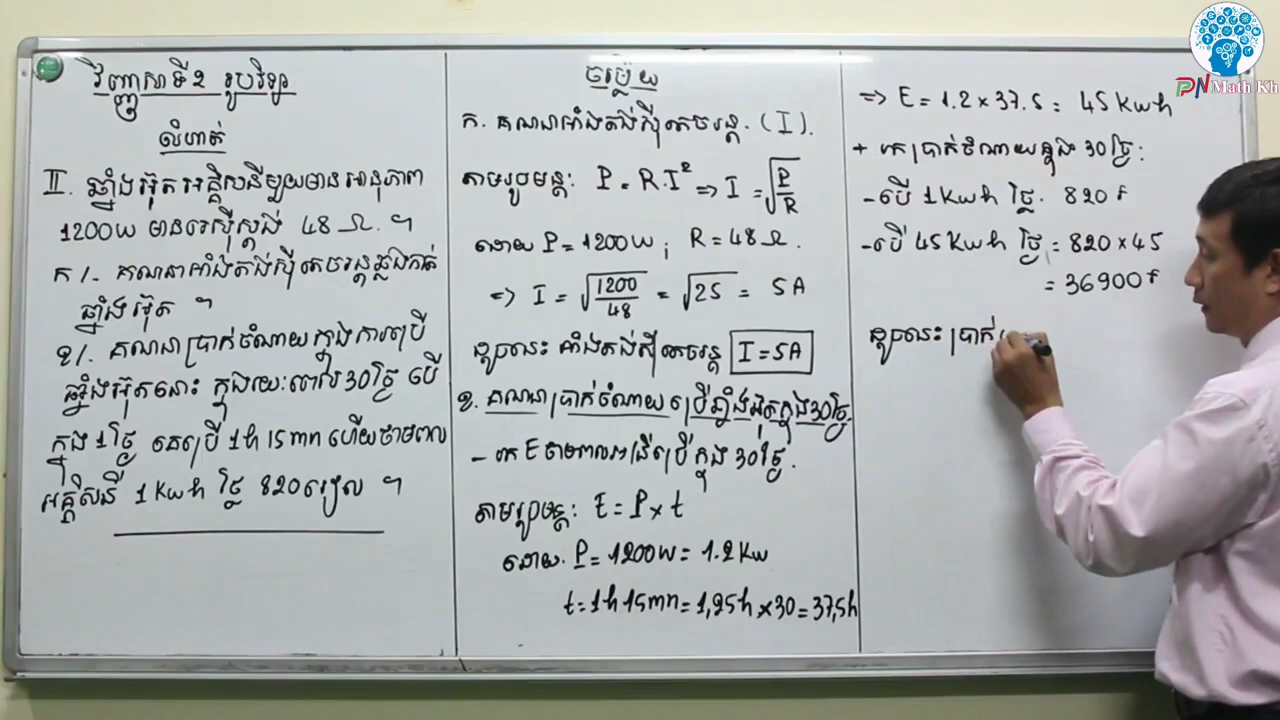 វិញ្ញាសាទី2 រូបវិទ្យា
លំហាត់
II. ឆ្នាំងអ៊ុតអគ្គិសនីមួយមានអានុភាព
1200W មានរេស៊ីស្តង់ 48 Ω ។
ក/- គណនាអាំងតង់ស៊ីតេចរន្តឆ្លងកាត់
ឆ្នាំងអ៊ុត ។
ខ/. គណនាប្រាក់ចំណាយក្នុងការប្រើ
ឆ្នាំងអ៊ុតនោះ ក្នុងរយៈពេល30ថ្ងៃ បើ
ក្នុង 1ថ្ងៃ គេប្រើ 1h 15mn ហើយថាមពល
អគ្គិសនី 1 Kwh ថ្លៃ 820រៀល ។
ចម្លើយ
ក. គណនាអាំងតង់ស៊ីតេចរន្ត. (I).
តាមរូបមន្ត: P = R.I² => I = √P/R
ដោយ P = 1200W ; R = 48Ω.
=> I = √1200/48 = √25 = 5A
ដូចនេះ អាំងតង់ស៊ីតេចរន្ត I = 5A
ខ. គណនាប្រាក់ចំណាយប្រើឆ្នាំងអ៊ុតក្នុង30ថ្ងៃ.
- រក E ថាមពលអគ្គិ ប្រើក្នុង 30ថ្ងៃ.
តាមរូបមន្ត: E = P × t
ដោយ. P = 1200W = 1.2 Kw
t = 1h 15mn = 1,25h × 30 = 37,5h
=> E = 1.2 × 37.5 = 45 Kwh
+ រកប្រាក់ចំណាយក្នុង 30ថ្ងៃ:
- បើ 1Kwh ថ្លៃ. 820៛
- បើ 45 Kwh ថ្លៃ = 820 × 45
= 36900៛
ដូចនេះ ប្រាក់
PN Math Kh